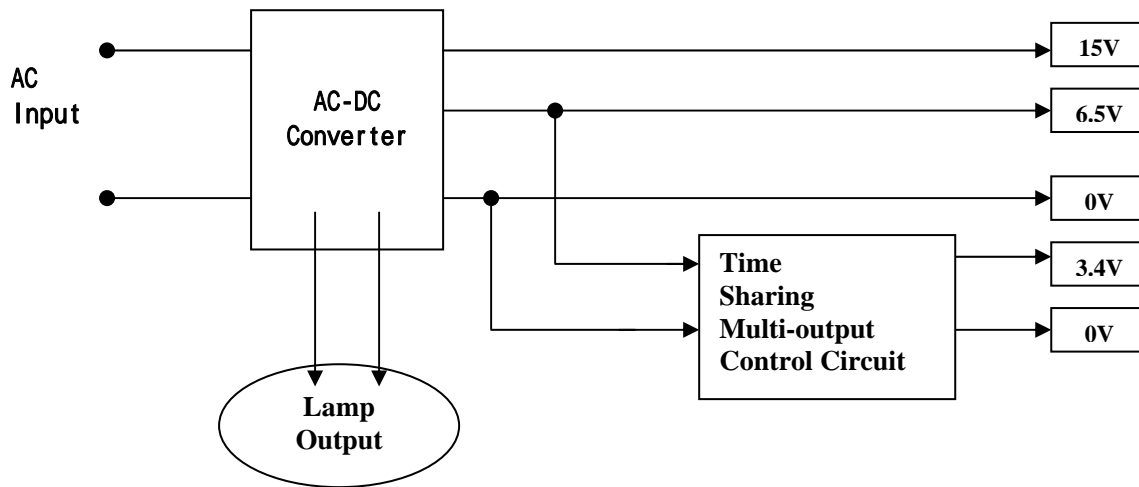 AC
Input
AC-DC
Converter
15V
6.5V
0V
Time
Sharing
Multi-output
Control Circuit
3.4V
0V
Lamp
Output